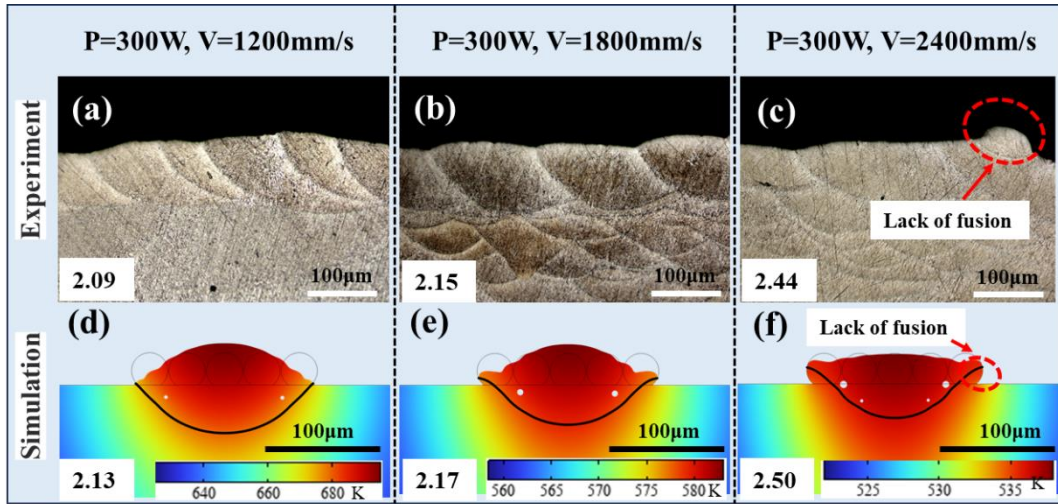 P=300W, V=1200mm/s
P=300W, V=1800mm/s
P=300W, V=2400mm/s
Experiment
(a)
2.09
100μm
(b)
2.15
100μm
(c)
Lack of fusion
2.44
100μm
Simulation
(d)
100μm
2.13
640
660
680
K
(e)
100μm
2.17
560
565
570
575
580
K
(f)
Lack of fusion
100μm
2.50
525
530
535
K